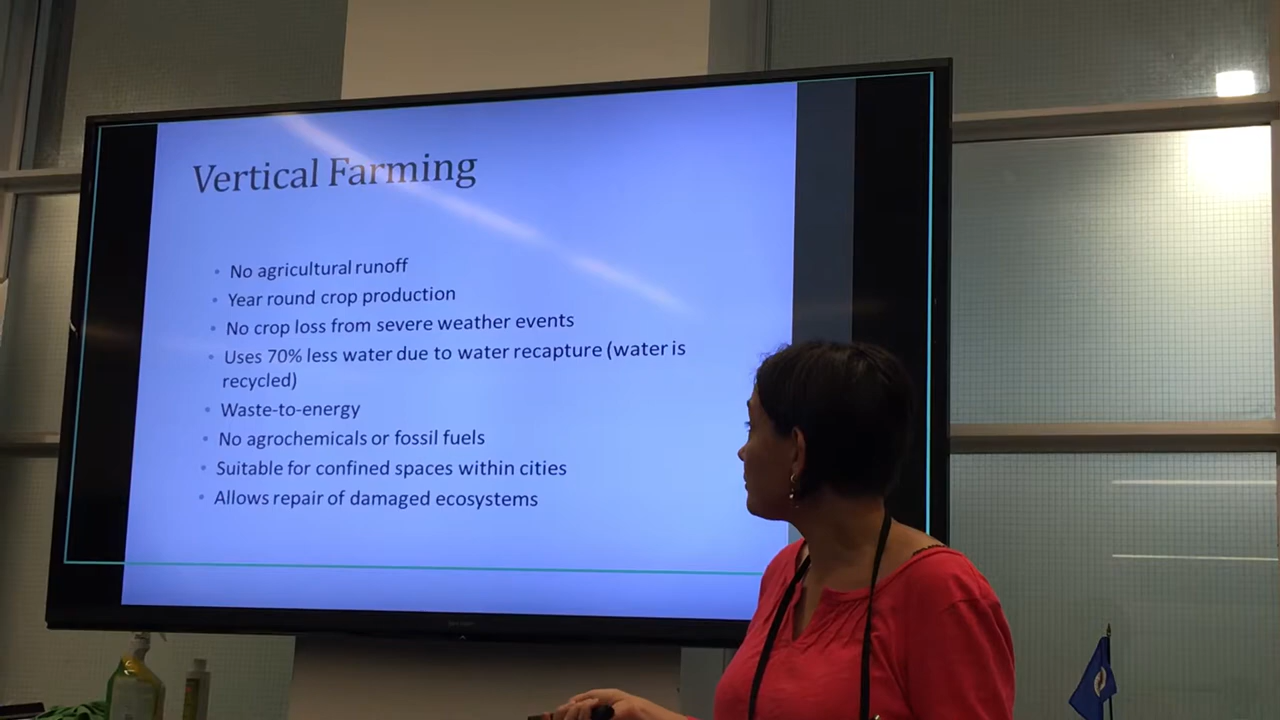 Vertical Farming
• No agricultural runoff
• Year round crop production
• No crop loss from severe weather events
• Uses 70% less water due to water recapture (water is
recycled)
• Waste-to-energy
• No agrochemicals or fossil fuels
• Suitable for confined spaces within cities
• Allows repair of damaged ecosystems